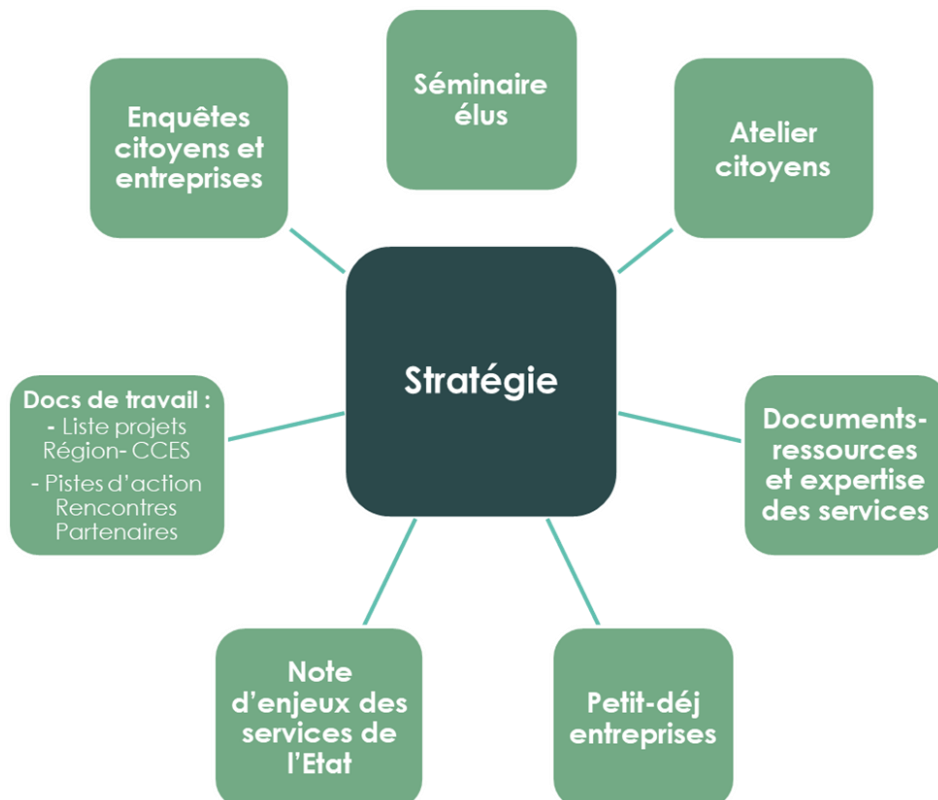 Séminaire
élus
Enquêtes
citoyens et
entreprises
Atelier
citoyens
Stratégie
Docs de travail :
- Liste projets
Région- CCES
- Pistes d'action
Rencontres
Partenaires
Documents-
ressources
et expertise
des services
Note
d'enjeux des
services de
l'Etat
Petit-déj
entreprises